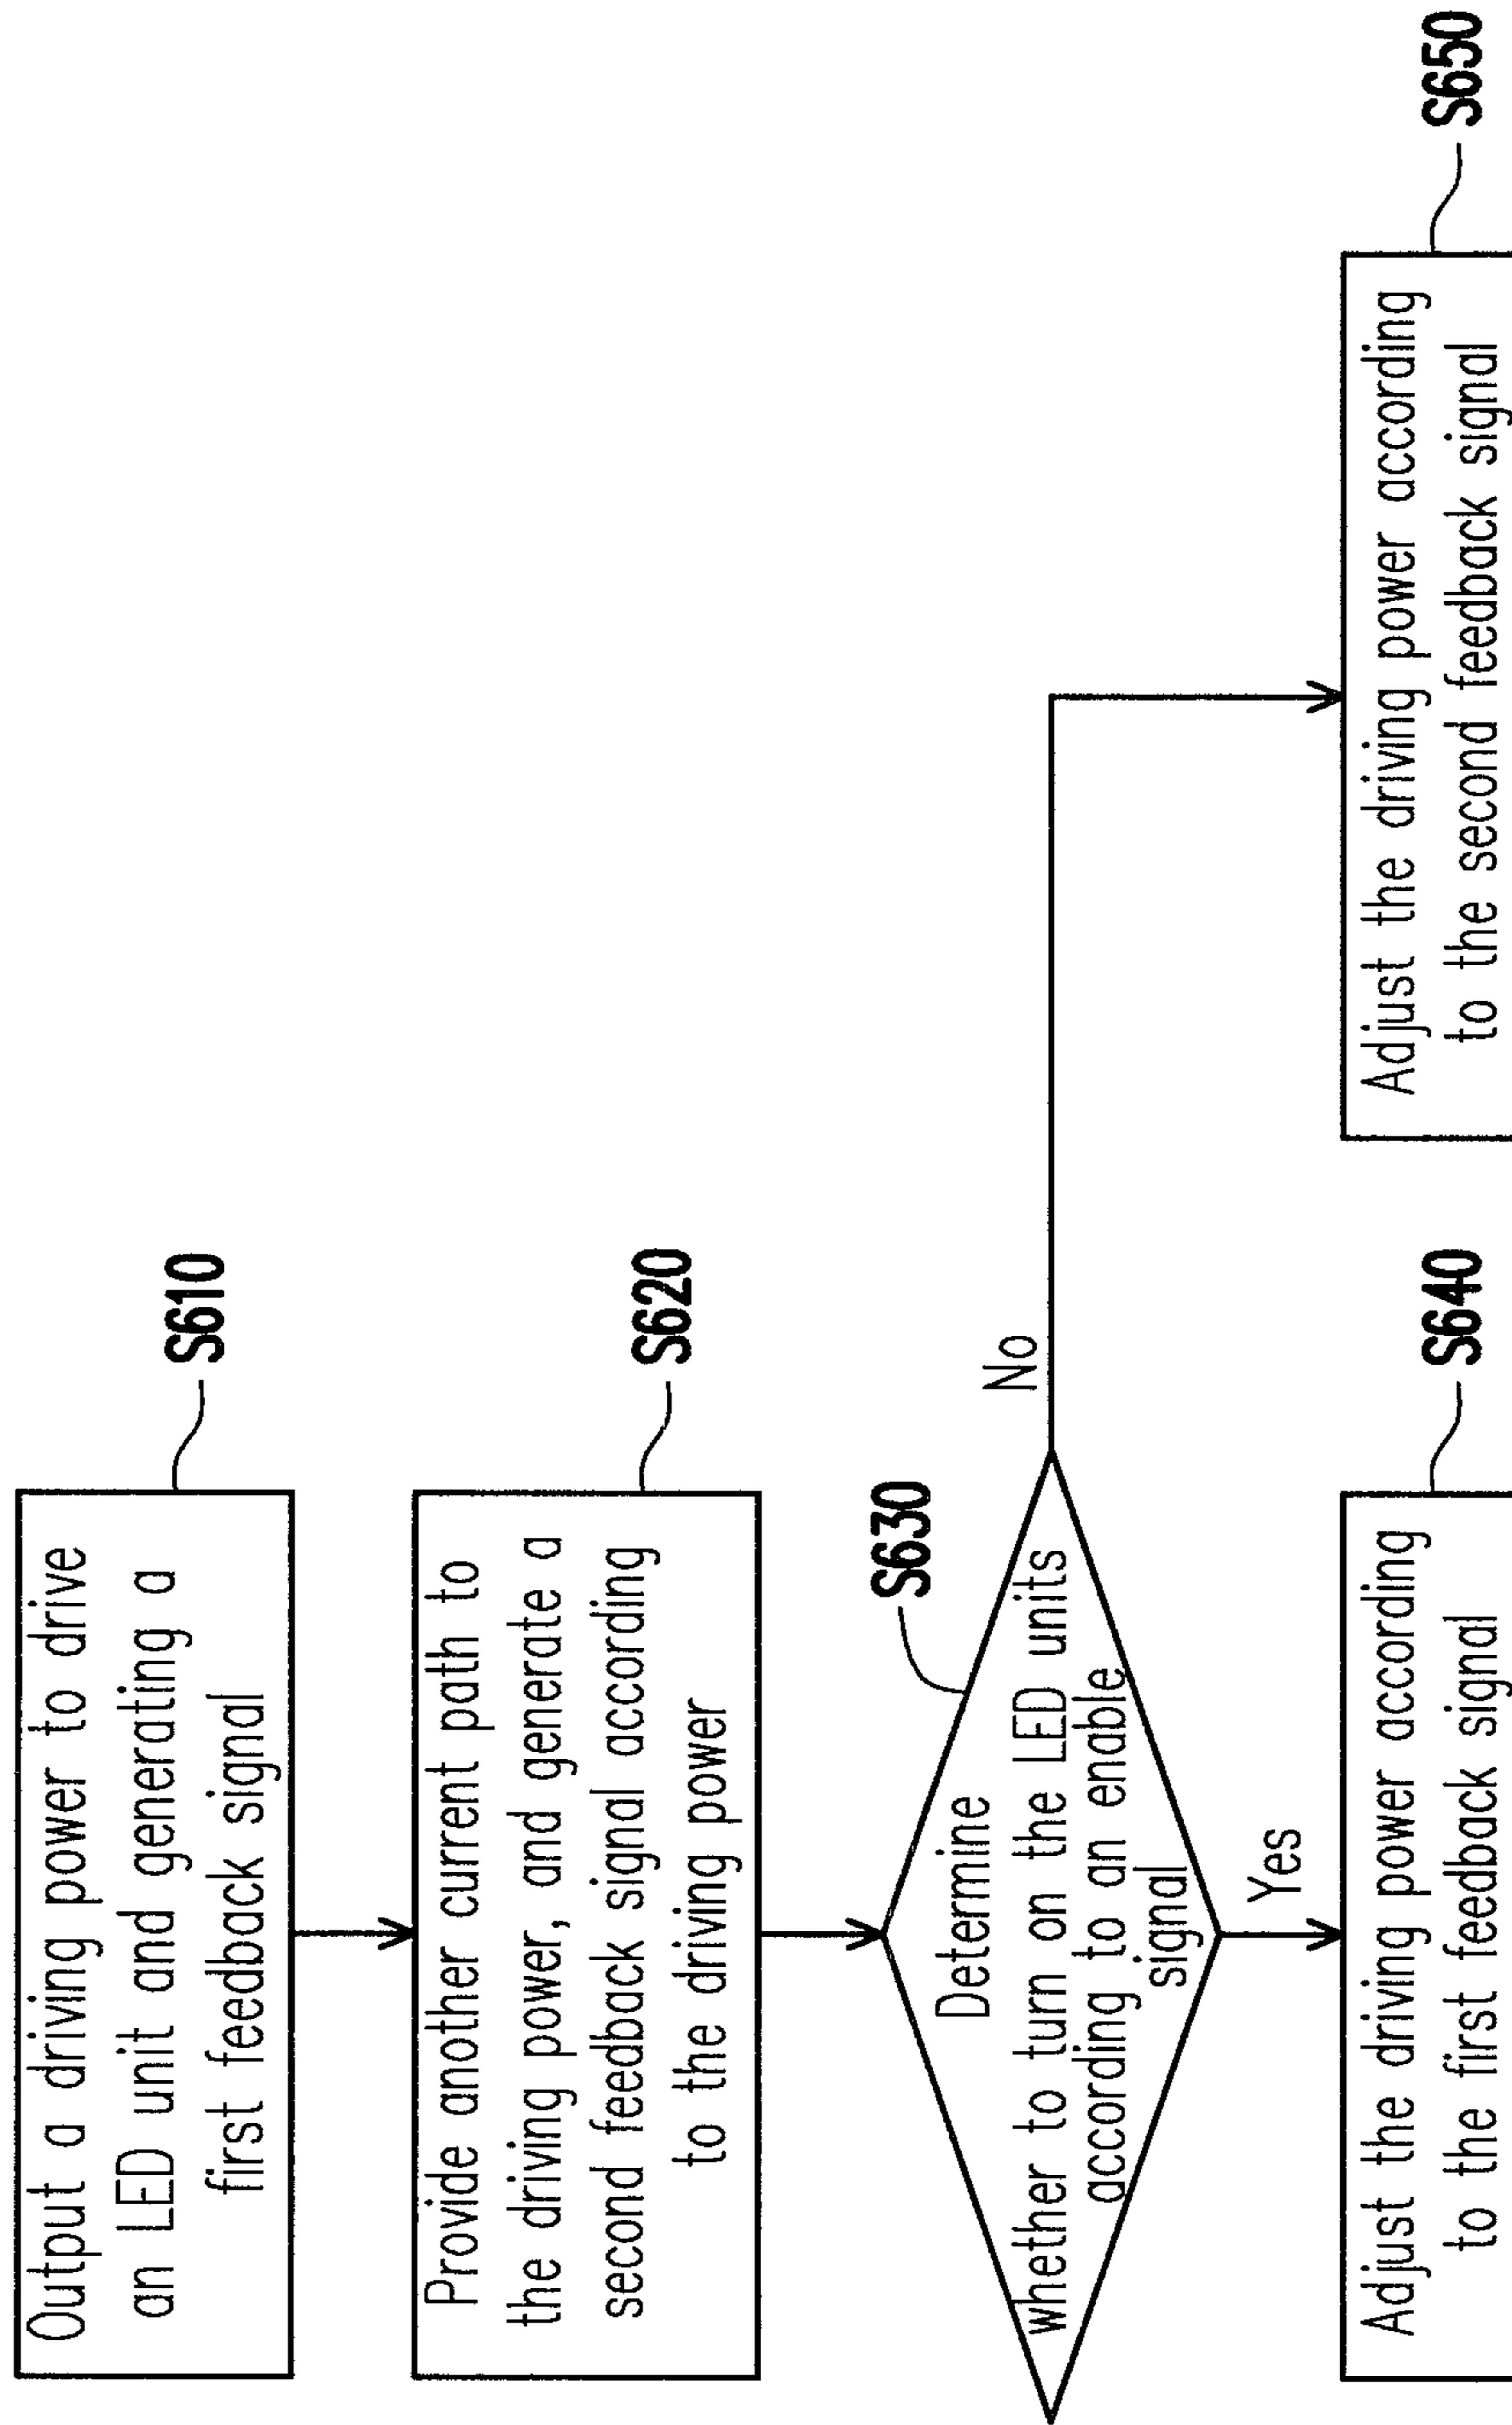 Output a driving power to drive
an LED unit and generating a
first feedback signal
S610
Provide another current path to
the driving power, and generate a
second feedback signal according
to the driving power
S620
S630
Determine
whether to turn on the LED units
according to an enable
signal
No
Yes
Adjust the driving power according
to the first feedback signal
S640
Adjust the driving power according
to the second feedback signal
S650